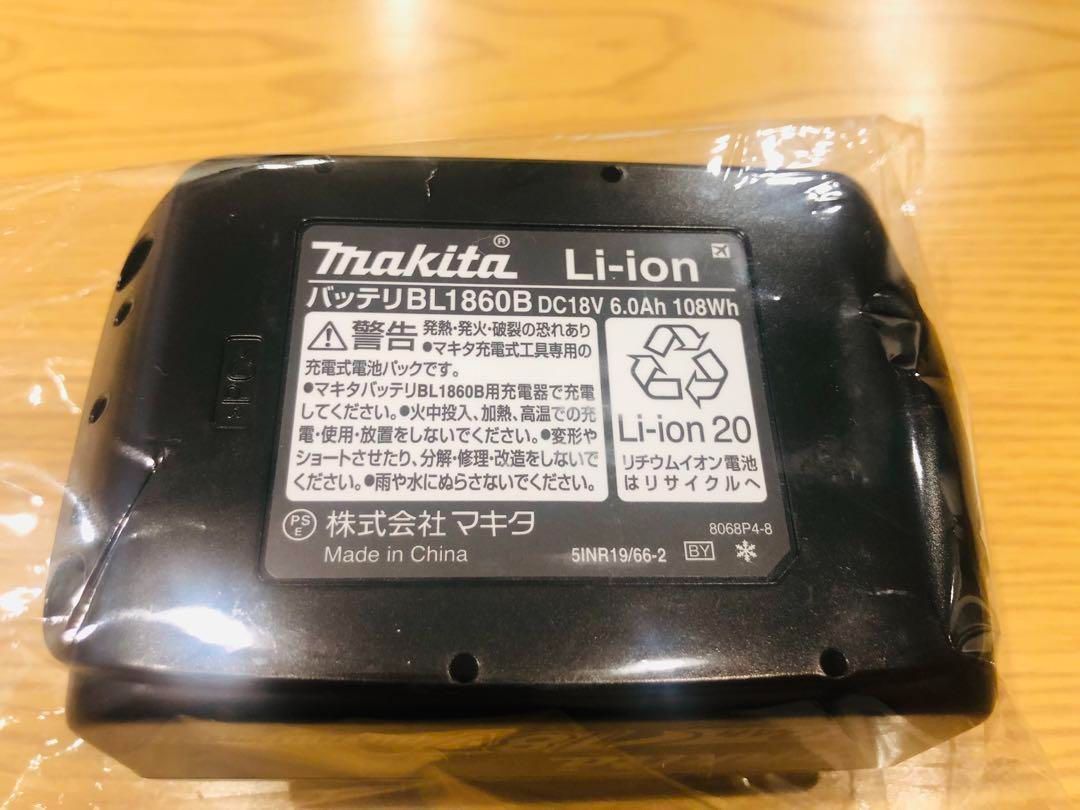 makita® Li-ion
バッテリBL1860B DC18V 6.0Ah 108Wh
警告 発熱・発火・破裂の恐れあり
●マキタ充電式工具専用の
充電式電池パックです。
●マキタバッテリBL1860B用充電器で充電
してください。●火中投入、加熱、高温での充
電・使用・放置をしないでください。●変形や
ショートさせたり、分解・修理・改造をしないで
ください。●雨や水にぬらさないでください。
Li-ion 20
リチウムイオン電池
はリサイクルへ
PSE 株式会社 マキタ
8068P4-8
Made in China
5INR19/66-2 BY